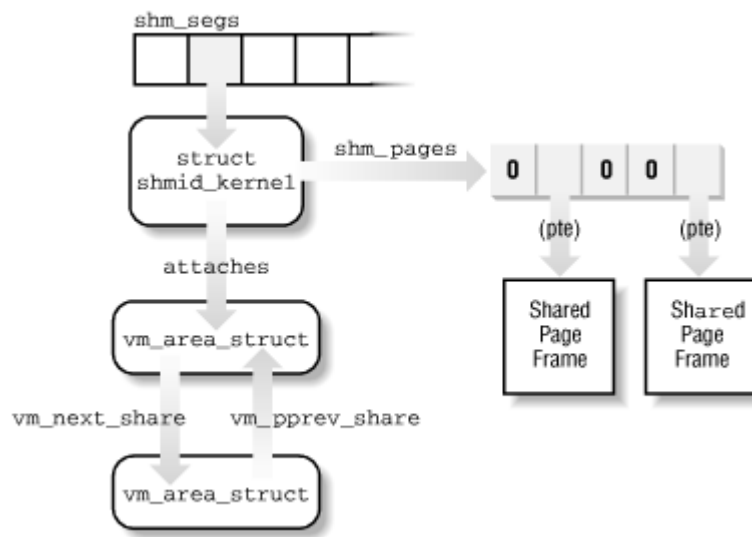 shm_segs
struct
shmid_kernel
shm_pages
0 0 0
(pte) (pte)
attaches
Shared
Page
Frame
Shared
Page
Frame
vm_area_struct
vm_next_share vm_pprev_share
vm_area_struct